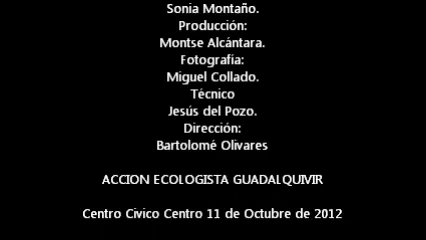 Sonia Montaño.
Producción:
Montse Alcántara.
Fotografía:
Miguel Collado.
Técnico
Jesús del Pozo.
Dirección:
Bartolomé Olivares
ACCION ECOLOGISTA GUADALQUIVIR
Centro Civico Centro 11 de Octubre de 2012